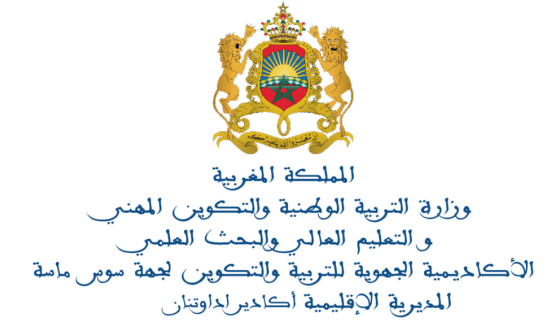 المملكة المغربية
وزارة التربية الوطنية والتكوين المهني
و التعليم العالي والبحث العلمي
الأكاديمية الجهوية للتربية والتكوين لجهة سوس ماسة
المديرية الإقليمية أكادير اداوتنان